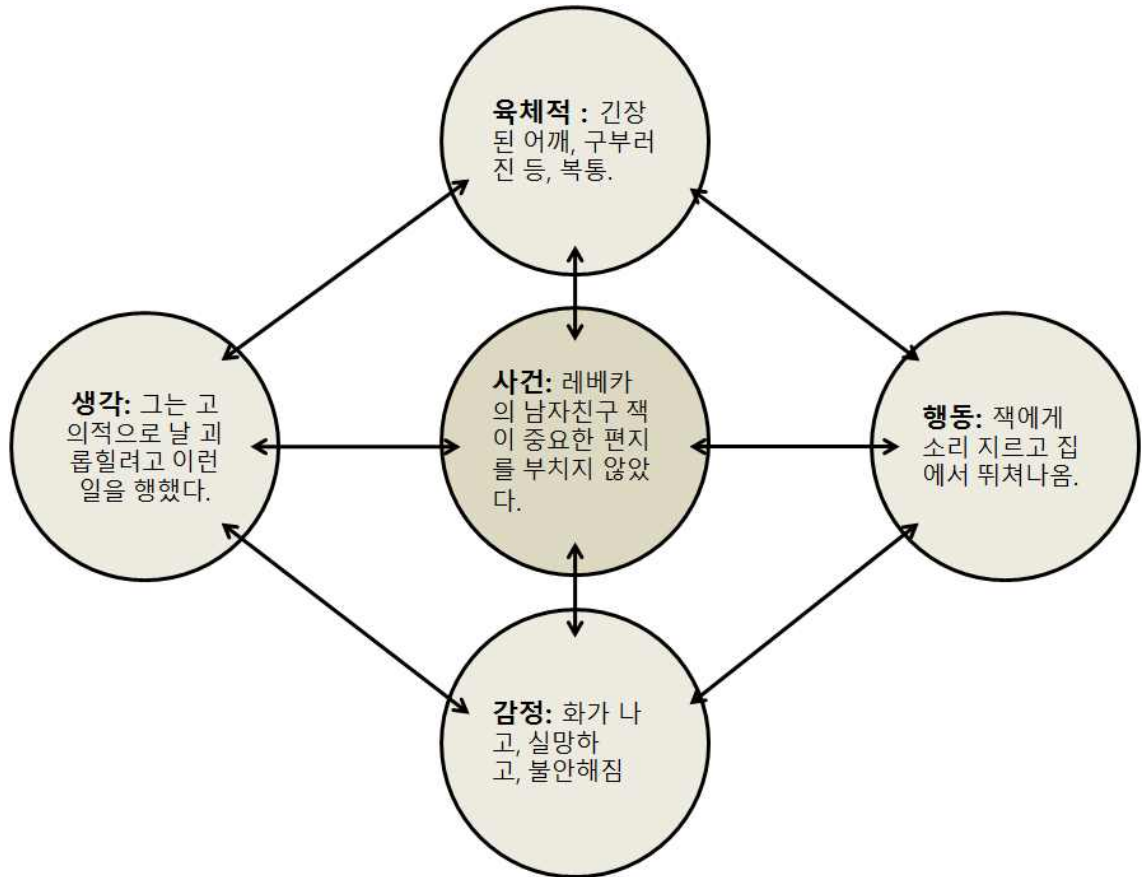 육체적 : 긴장
된 어깨, 구부러
진 등, 복통.
생각: 그는 고
의적으로 날 괴
롭힐려고 이런
일을 행했다.
사건: 레베카
의 남자친구 잭
이 중요한 편지
를 부치지 않았
다.
행동: 잭에게
소리 지르고 집
에서 뛰쳐나옴.
감정: 화가 나
고, 실망하
고, 불안해짐